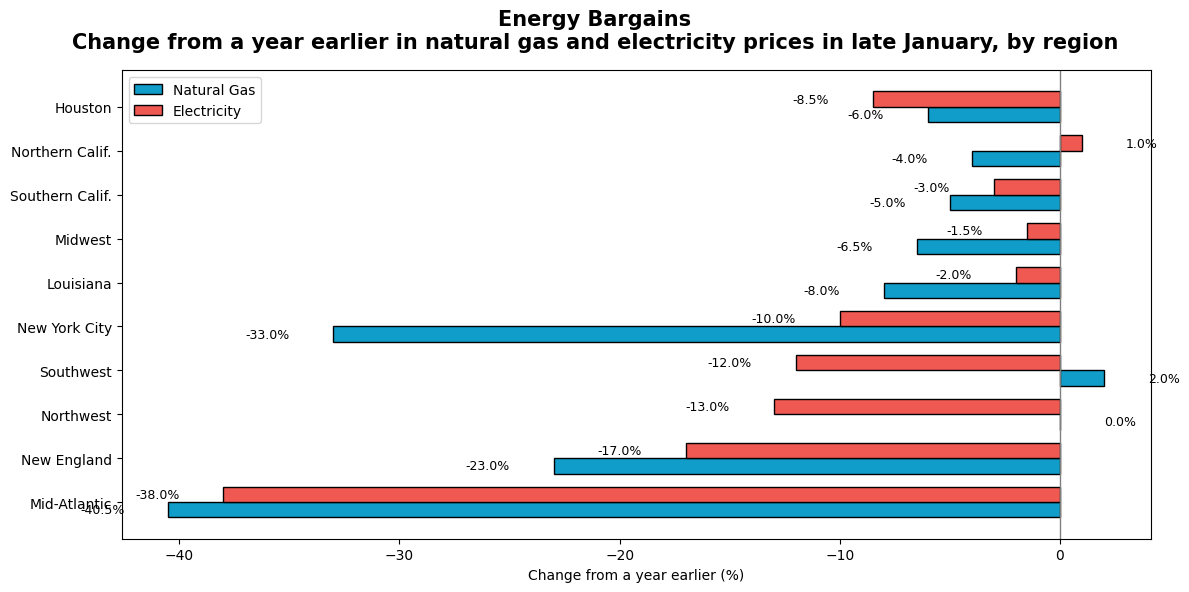 Energy Bargains
Change from a year earlier in natural gas and electricity prices in late January, by region
Natural Gas
Electricity
Houston
-8.5%
-6.0%
Northern Calif.
1.0%
-4.0%
Southern Calif.
-3.0%
-5.0%
Midwest
-1.5%
-6.5%
Louisiana
-2.0%
-8.0%
New York City
-10.0%
-33.0%
Southwest
-12.0%
2.0%
Northwest
-13.0%
0.0%
New England
-17.0%
-23.0%
Mid-Atlantic
-38.0%
-40.5%
−40
−30
−20
−10
0
Change from a year earlier (%)